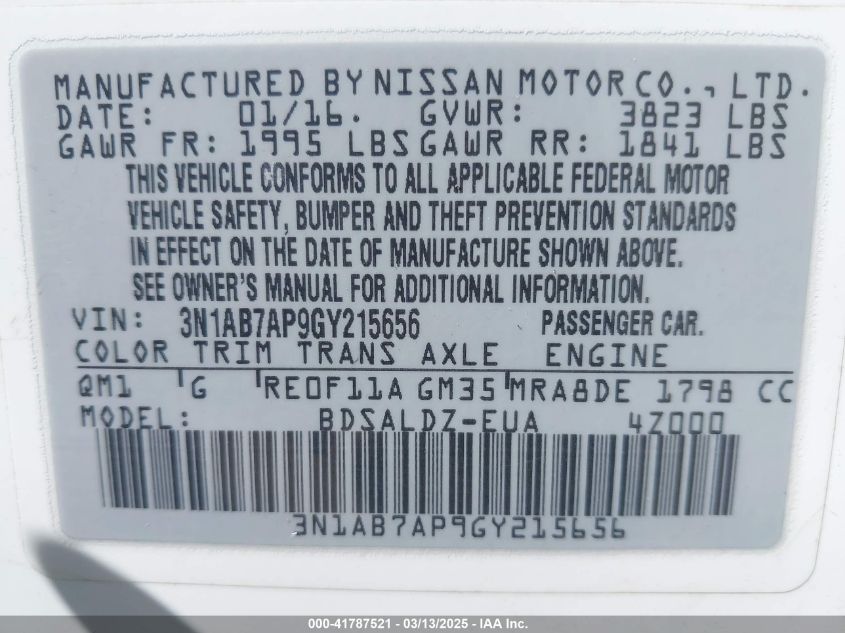 MANUFACTURED BY NISSAN MOTOR CO., LTD.
DATE: 01/16. GVWR: 3823 LBS
GAWR FR: 1995 LBS GAWR RR: 1841 LBS
THIS VEHICLE CONFORMS TO ALL APPLICABLE FEDERAL MOTOR
VEHICLE SAFETY, BUMPER AND THEFT PREVENTION STANDARDS
IN EFFECT ON THE DATE OF MANUFACTURE SHOWN ABOVE.
SEE OWNER'S MANUAL FOR ADDITIONAL INFORMATION.
VIN: 3N1AB7AP9GY215656 PASSENGER CAR.
COLOR TRIM TRANS AXLE ENGINE
QM1 G RE0F11A GM35 MRA8DE 1798 CC
MODEL: BDSALDZ-EUA 4Z000
3N1AB7AP9GY215656
000-41787521 - 03/13/2025 - IAA Inc.